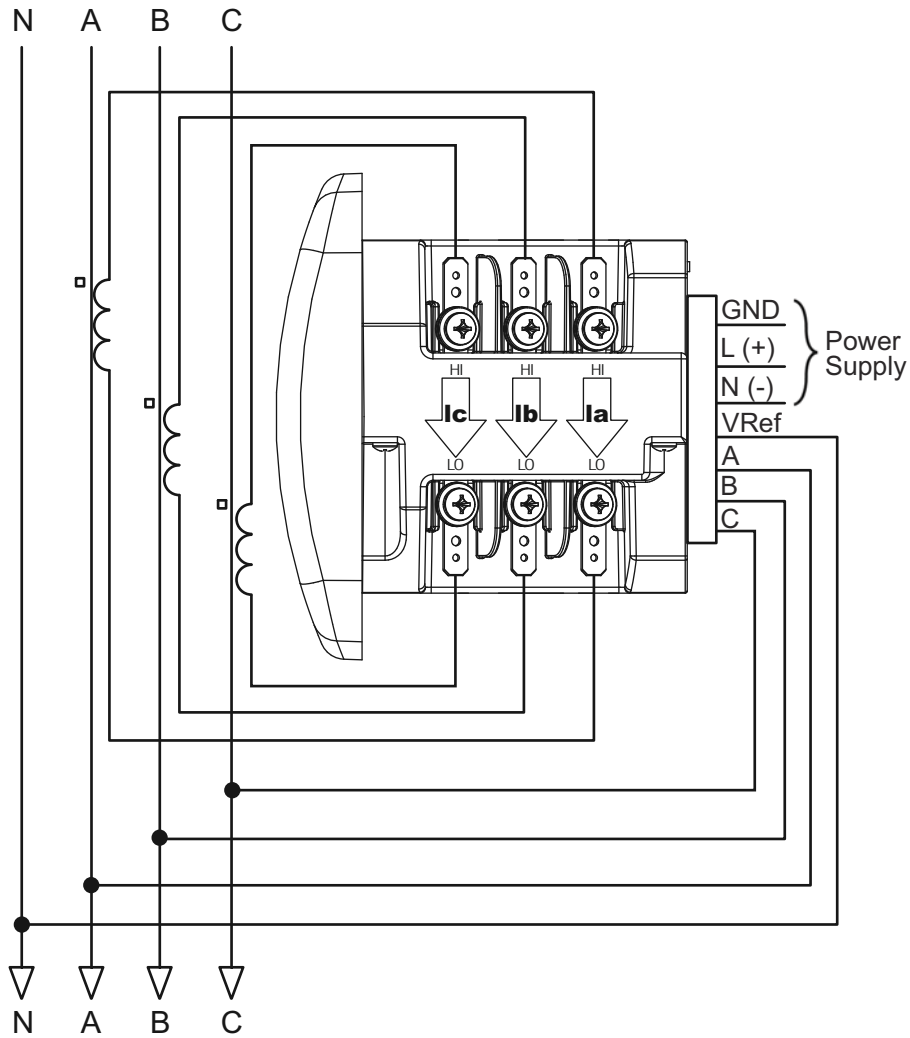 N A B C
GND
L (+)
N (-)
Power
Supply
VRef
A
B
C
HI HI HI
Ic Ib Ia
LO LO LO
N A B C